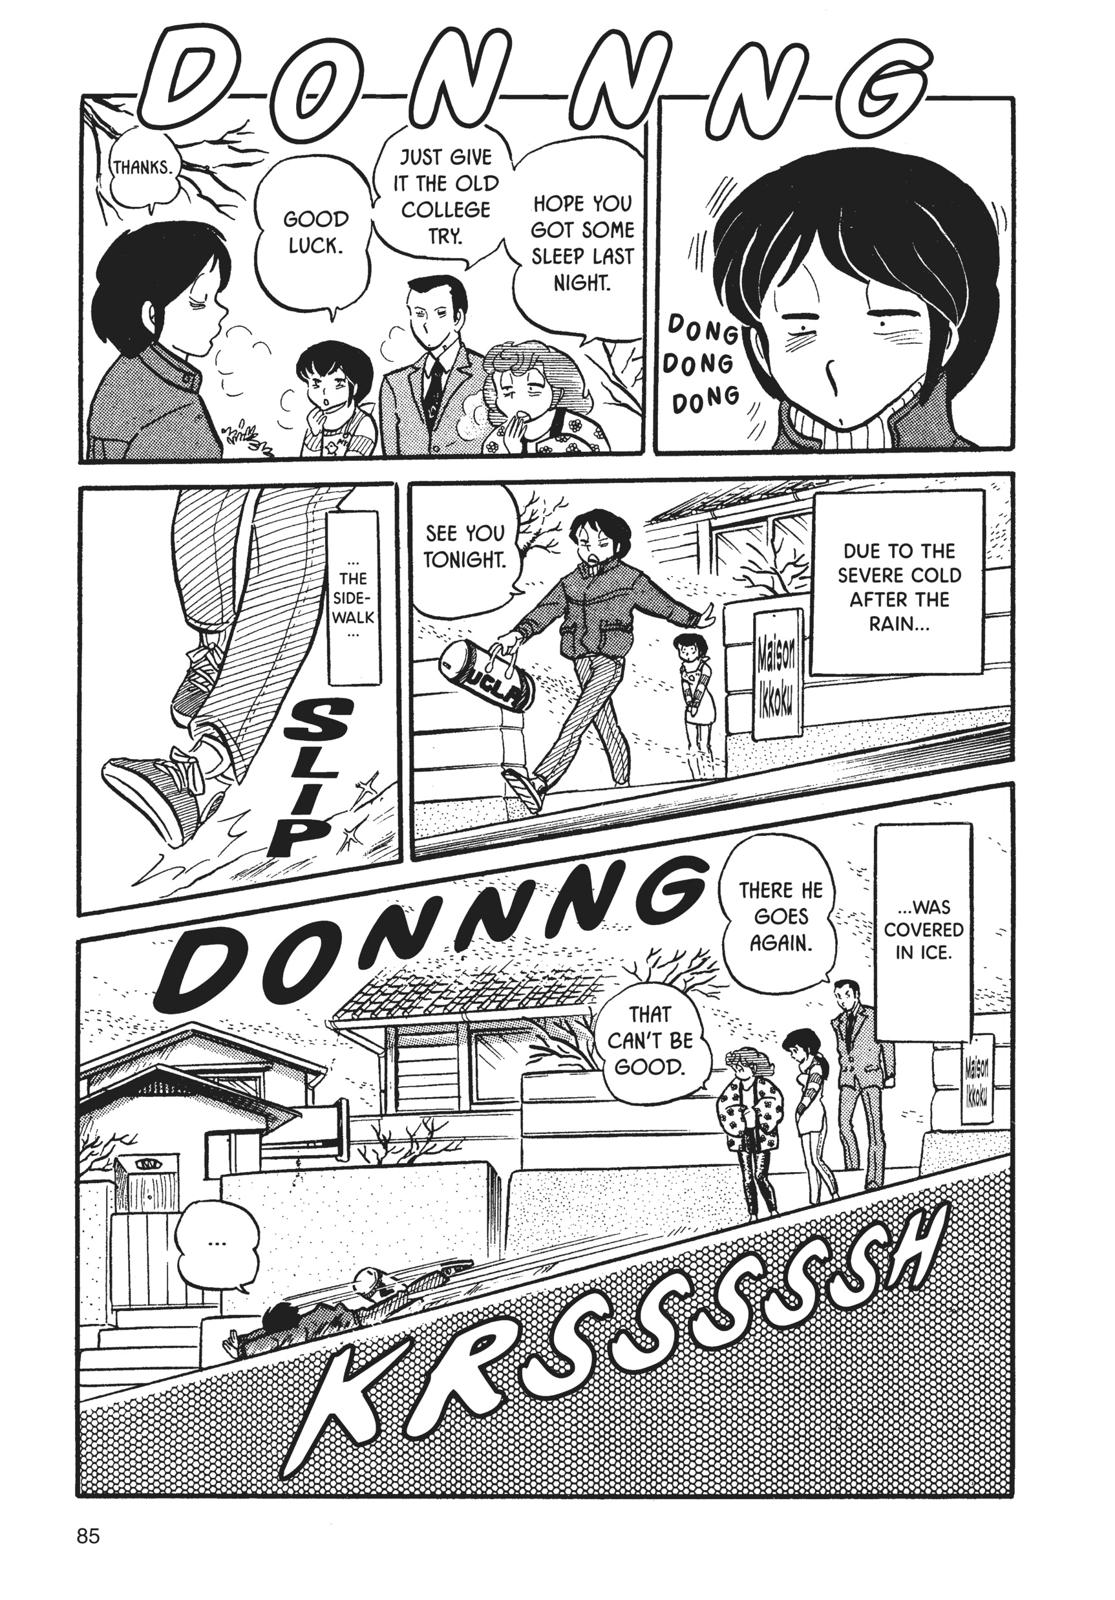 DONNNG
THANKS.
GOOD
LUCK.
JUST GIVE
IT THE OLD
COLLEGE
TRY.
HOPE YOU
GOT SOME
SLEEP LAST
NIGHT.
DONG
DONG
DONG
SEE YOU
TONIGHT.
UCLA
Maison
Ikkoku
DUE TO THE
SEVERE COLD
AFTER THE
RAIN...
...
THE
SIDE-
WALK
...
SLIP
DONNNG
THERE HE
GOES
AGAIN.
...WAS
COVERED
IN ICE.
THAT
CAN'T BE
GOOD.
Maison
Ikkoku
...
KRSSSSSH
85